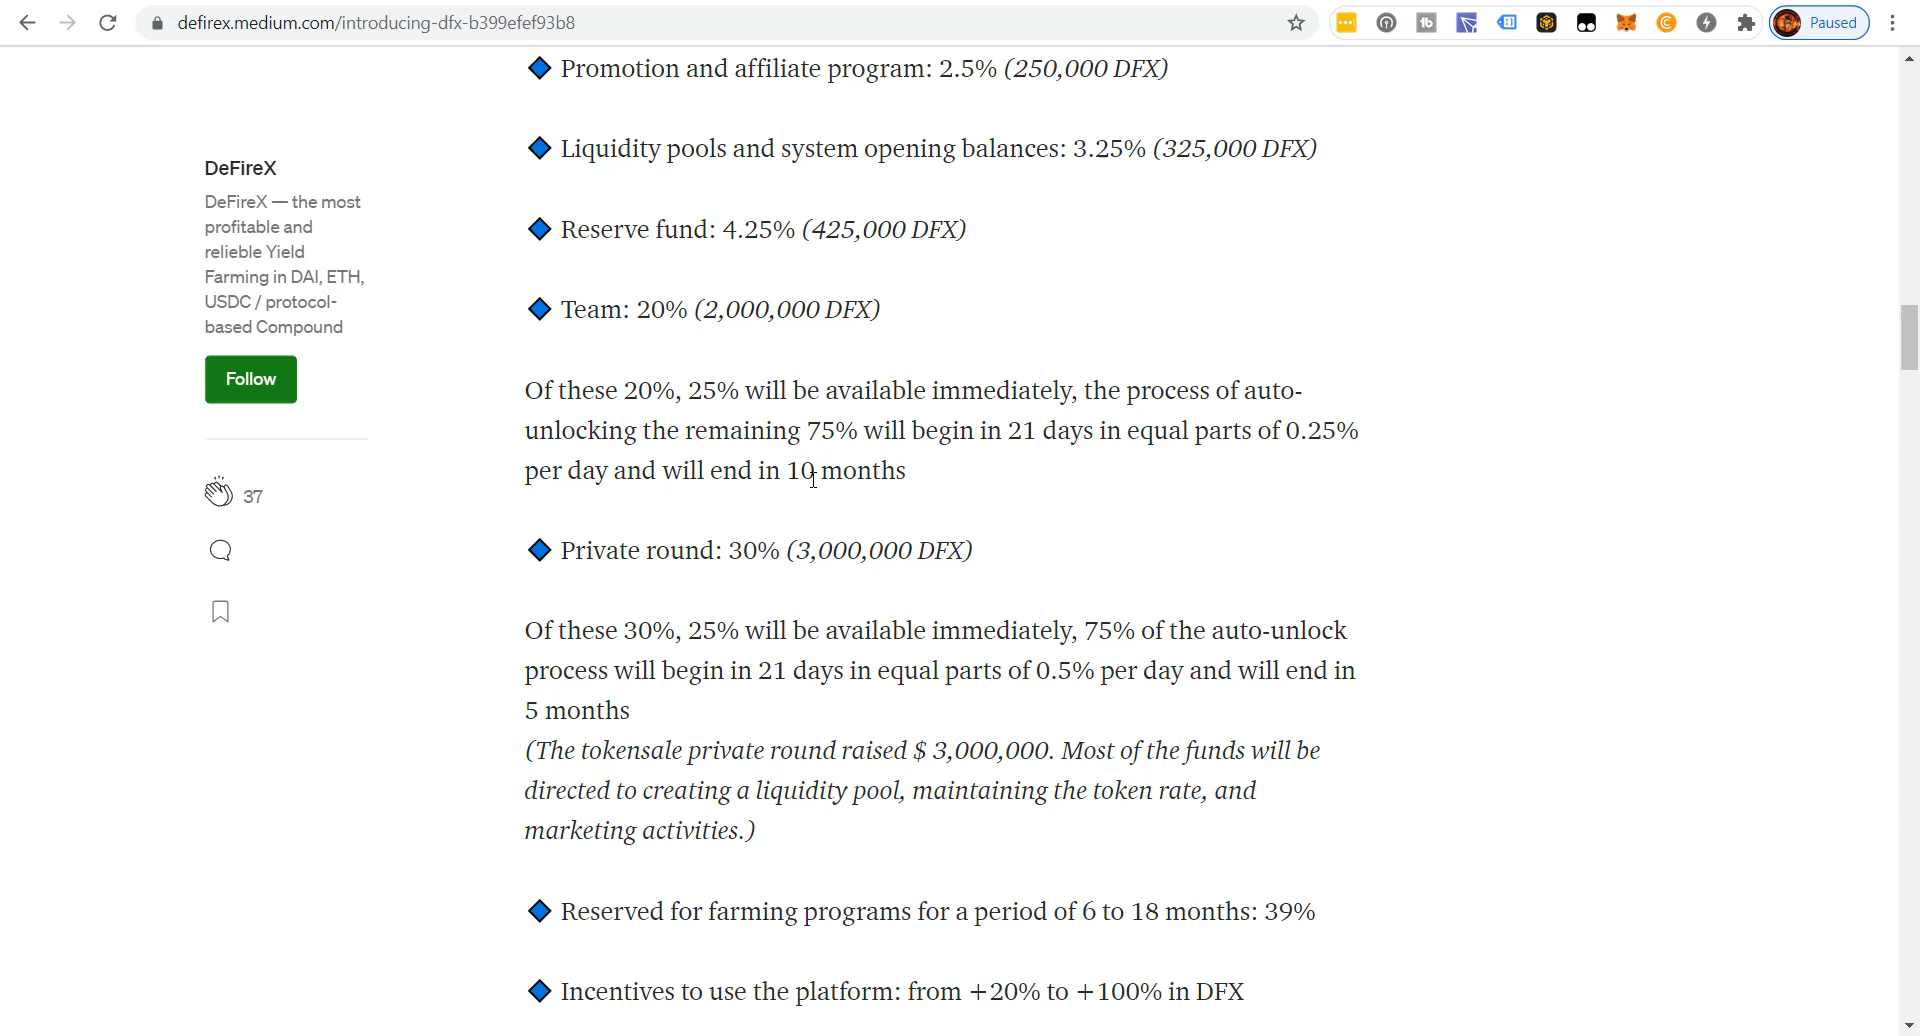 defirex.medium.com/introducing-dfx-b399efef93b8
Paused
Promotion and affiliate program: 2.5% (250,000 DFX)
Liquidity pools and system opening balances: 3.25% (325,000 DFX)
DeFireX
DeFireX — the most
profitable and
relieble Yield
Farming in DAI, ETH,
USDC / protocol-
based Compound
Follow
37
Reserve fund: 4.25% (425,000 DFX)
Team: 20% (2,000,000 DFX)
Of these 20%, 25% will be available immediately, the process of auto-
unlocking the remaining 75% will begin in 21 days in equal parts of 0.25%
per day and will end in 10 months
Private round: 30% (3,000,000 DFX)
Of these 30%, 25% will be available immediately, 75% of the auto-unlock
process will begin in 21 days in equal parts of 0.5% per day and will end in
5 months
(The tokensale private round raised $ 3,000,000. Most of the funds will be
directed to creating a liquidity pool, maintaining the token rate, and
marketing activities.)
Reserved for farming programs for a period of 6 to 18 months: 39%
Incentives to use the platform: from +20% to +100% in DFX